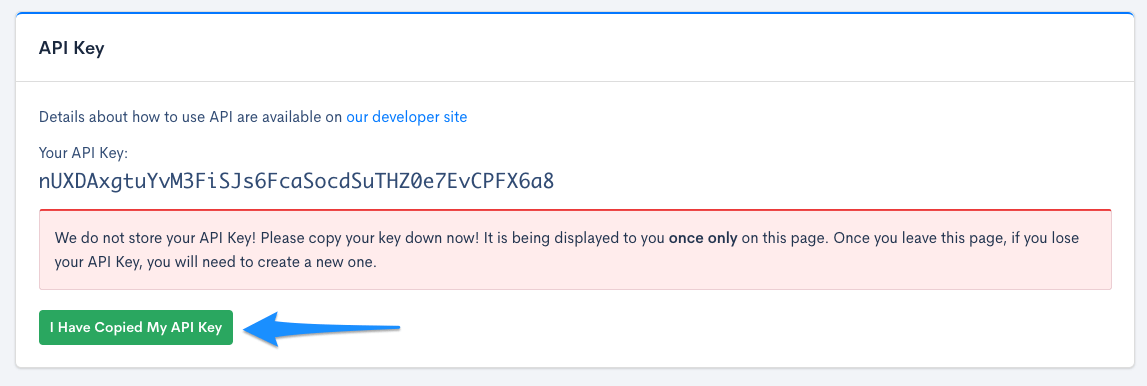 API Key
Details about how to use API are available on our developer site
Your API Key:
nUXDAxgtuYvM3FiSJs6FcaSocdSuTHZ0e7EvCPFX6a8
We do not store your API Key! Please copy your key down now! It is being displayed to you once only on this page. Once you leave this page, if you lose
your API Key, you will need to create a new one.
I Have Copied My API Key